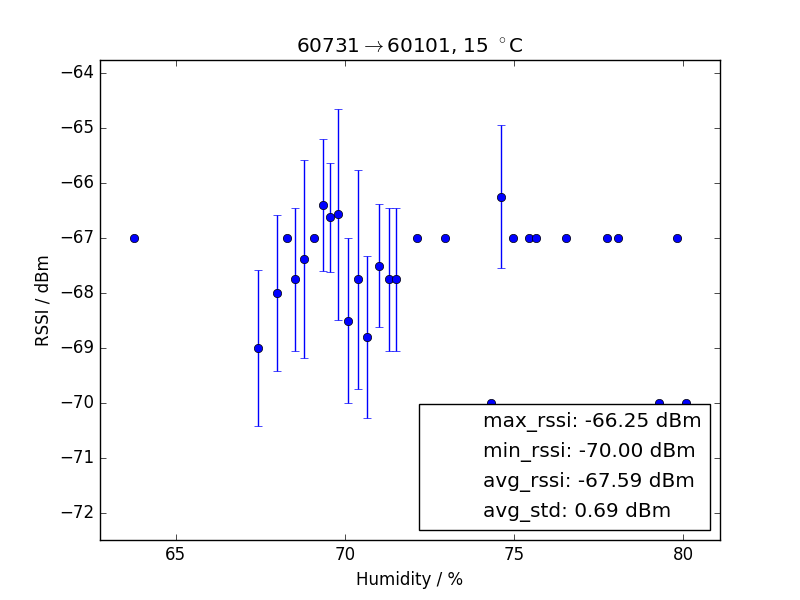 60731→60101, 15 °C
−64
−65
−66
−67
−68
−69
−70
−71
−72
RSSI / dBm
max_rssi: -66.25 dBm
min_rssi: -70.00 dBm
avg_rssi: -67.59 dBm
avg_std: 0.69 dBm
65 70 75 80
Humidity / %